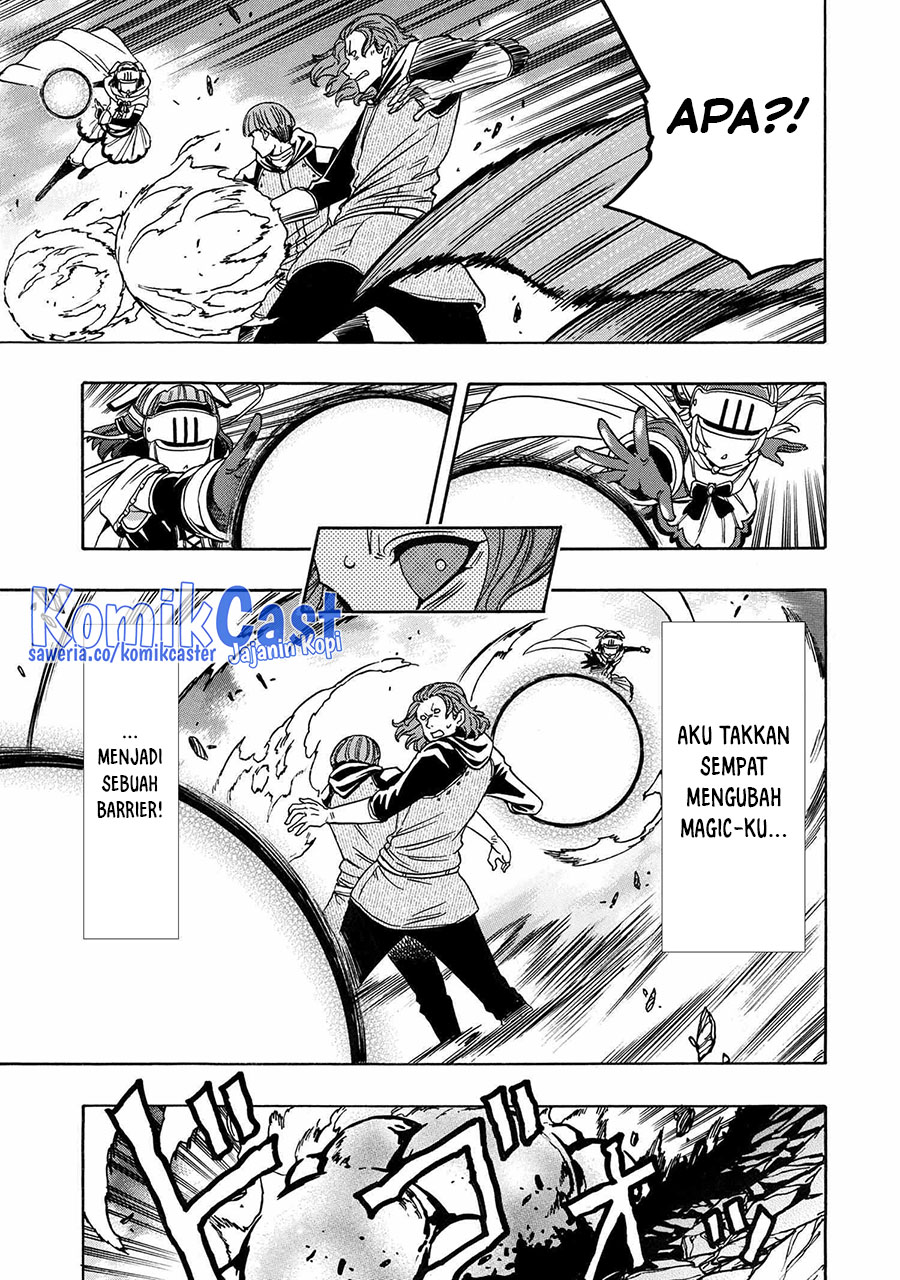 APA?!
AKU TAKKAN
SEMPAT
MENGUBAH
MAGIC-KU...
...
MENJADI
SEBUAH
BARRIER!
KomikCast
saweria.co/komikcaster Jajanin Kopi
ドゴゴォ